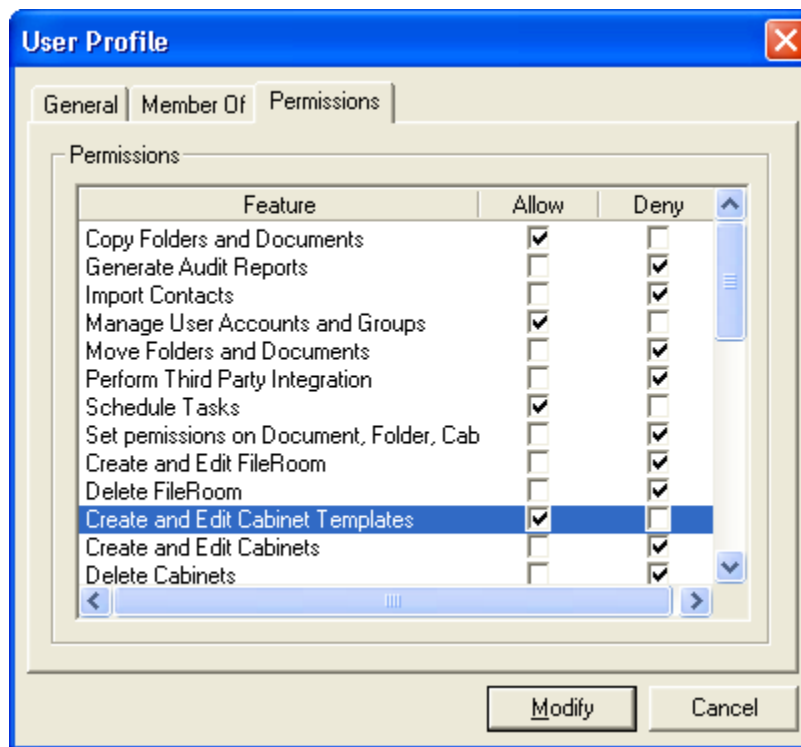 User Profile
General Member Of Permissions
Permissions
Feature Allow Deny
Copy Folders and Documents
Generate Audit Reports
Import Contacts
Manage User Accounts and Groups
Move Folders and Documents
Perform Third Party Integration
Schedule Tasks
Set pemissions on Document, Folder, Cab
Create and Edit FileRoom
Delete FileRoom
Create and Edit Cabinet Templates
Create and Edit Cabinets
Delete Cabinets
Modify Cancel